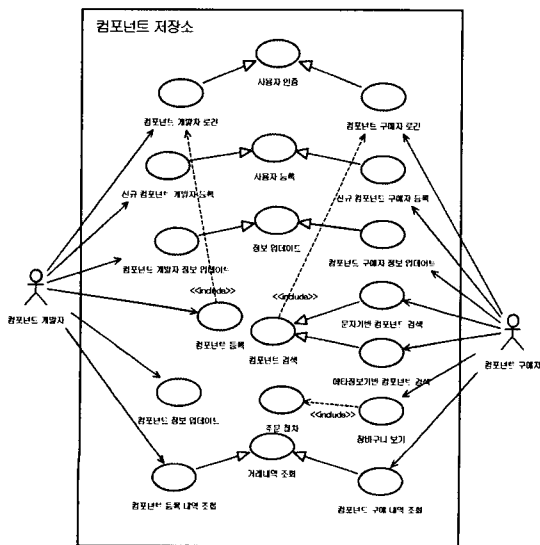 컴포넌트 저장소
사용자 인증
컴포넌트 개발자 로긴
컴포넌트 구매자 로긴
사용자 등록
신규 컴포넌트 개발자 등록
신규 컴포넌트 구매자 등록
정보 업데이트
컴포넌트 개발자 정보 업데이트
컴포넌트 구매자 정보 업데이트
<<include>>
<<include>>
문자기반 컴포넌트 검색
컴포넌트 개발자
컴포넌트 등록
컴포넌트 검색
컴포넌트 구매자
메타정보기반 컴포넌트 검색
컴포넌트 정보 업데이트
<<include>>
주문 절차
장바구니 보기
거래내역 조회
컴포넌트 등록 내역 조회
컴포넌트 구매 내역 조회